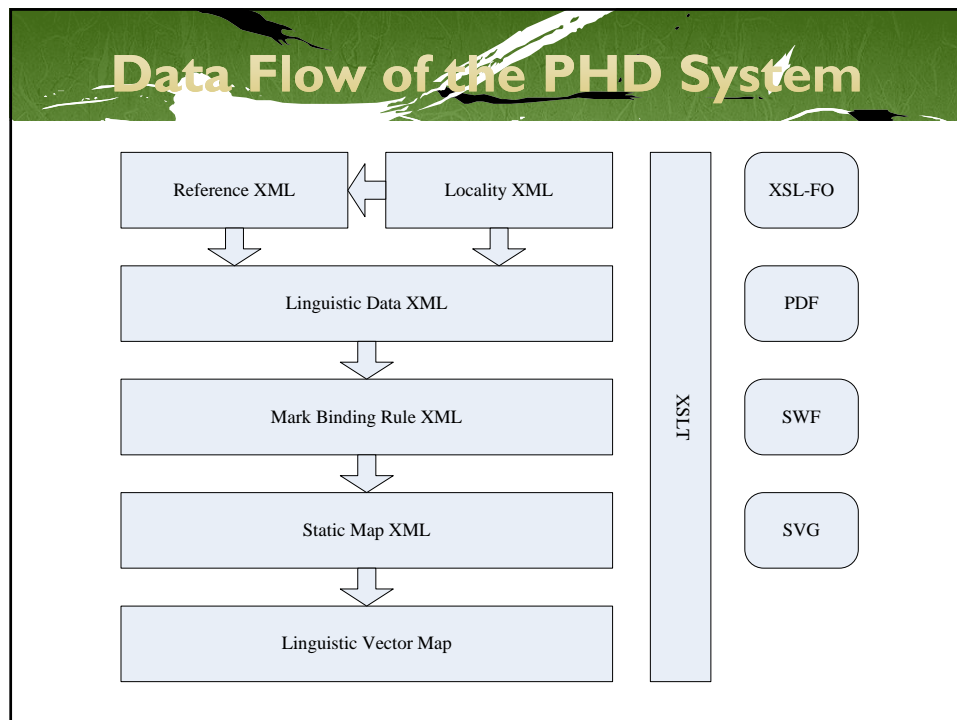 Data Flow of the PHD System
Reference XML
Locality XML
XSL-FO
Linguistic Data XML
PDF
Mark Binding Rule XML
XSLT
SWF
Static Map XML
SVG
Linguistic Vector Map